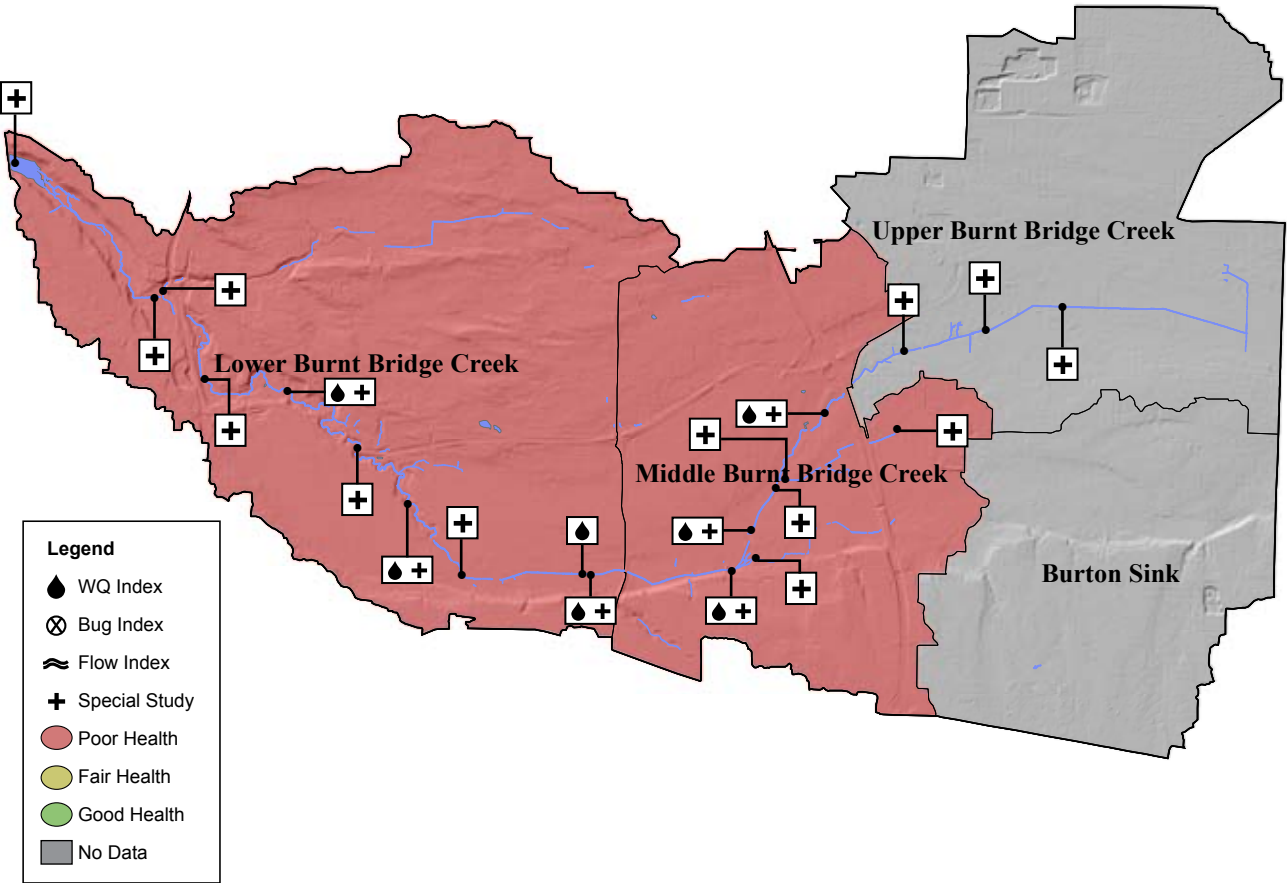 Upper Burnt Bridge Creek
Lower Burnt Bridge Creek
Middle Burnt Bridge Creek
Burton Sink
Legend
WQ Index
Bug Index
Flow Index
Special Study
Poor Health
Fair Health
Good Health
No Data